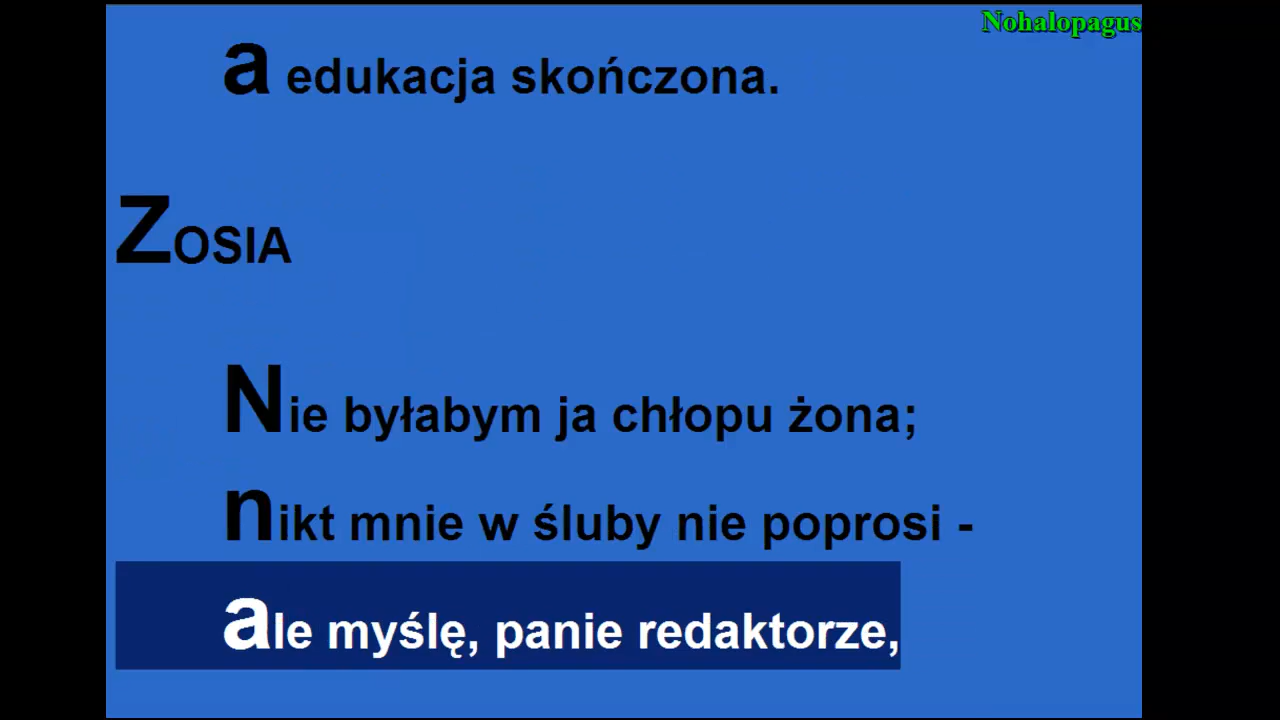 Nohalopagus
a edukacja skończona.
ZOSIA
Nie byłabym ja chłopu żona;
nikt mnie w śluby nie poprosi -
ale myślę, panie redaktorze,